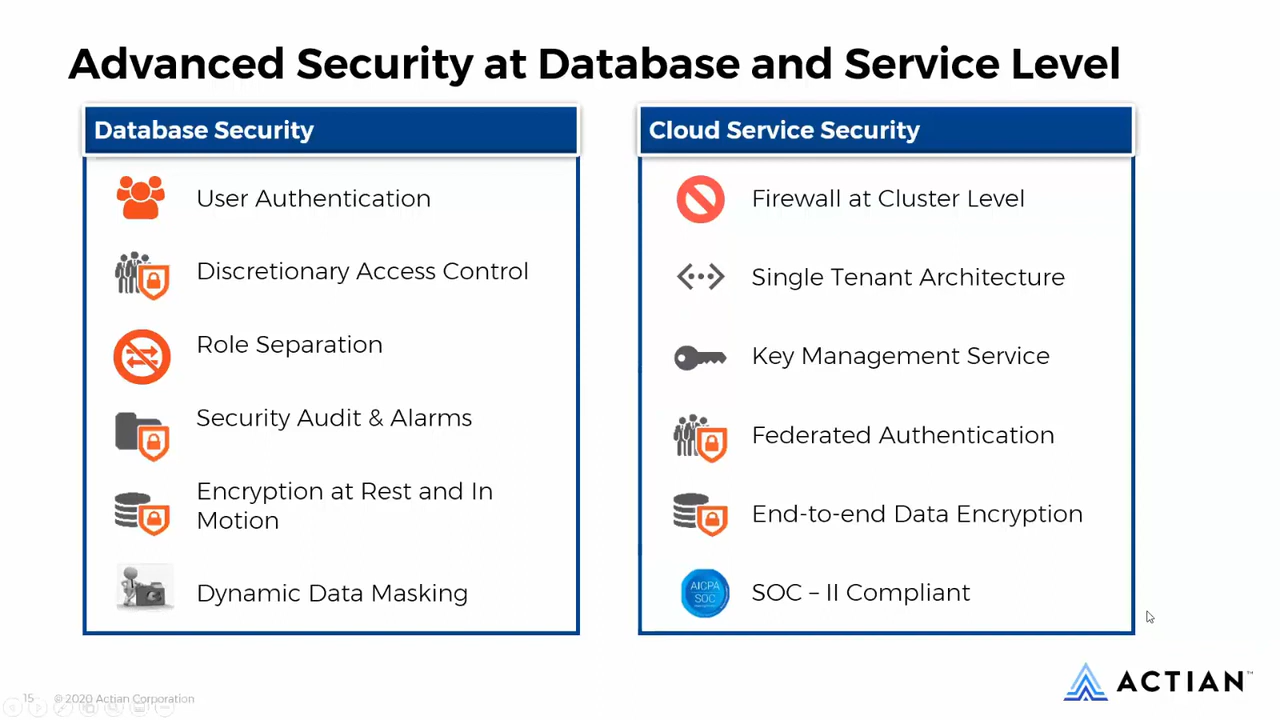 Advanced Security at Database and Service Level
Database Security
User Authentication
Discretionary Access Control
Role Separation
Security Audit & Alarms
Encryption at Rest and In
Motion
Dynamic Data Masking
Cloud Service Security
Firewall at Cluster Level
Single Tenant Architecture
Key Management Service
Federated Authentication
End-to-end Data Encryption
AICPA
SOC
SOC – II Compliant
15 © 2020 Actian Corporation
ACTIAN™